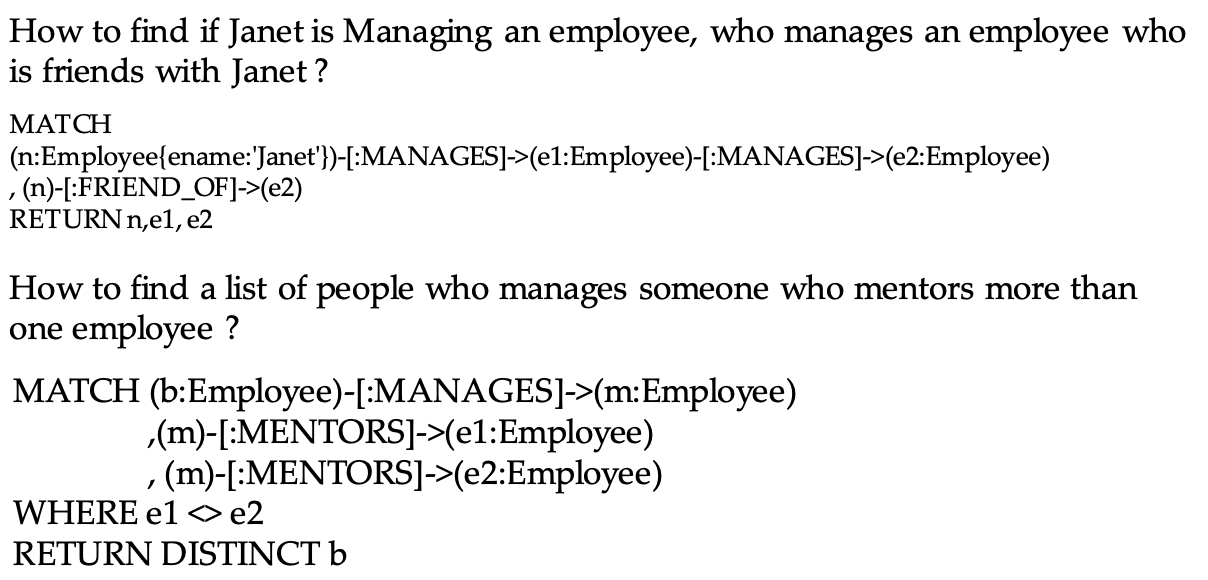 How to find if Janet is Managing an employee, who manages an employee who
is friends with Janet ?
MATCH
(n:Employee{ename:'Janet'})-[:MANAGES]->(e1:Employee)-[:MANAGES]->(e2:Employee)
, (n)-[:FRIEND_OF]->(e2)
RETURN n,e1, e2
How to find a list of people who manages someone who mentors more than
one employee ?
MATCH (b:Employee)-[:MANAGES]->(m:Employee)
,(m)-[:MENTORS]->(e1:Employee)
, (m)-[:MENTORS]->(e2:Employee)
WHERE e1 <> e2
RETURN DISTINCT b